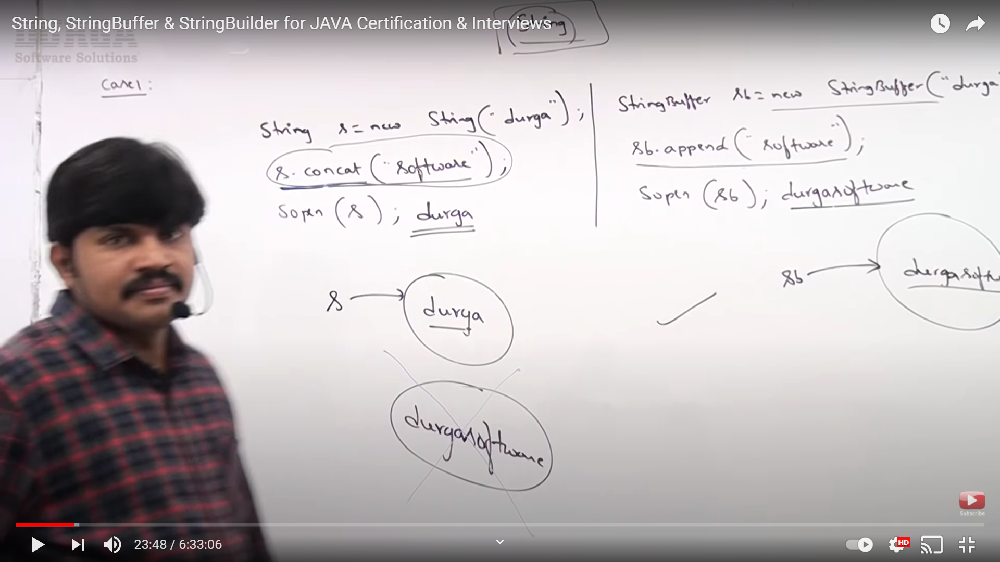 String, StringBuffer & StringBuilder for JAVA Certification & Interviews
String
DURGA
Software Solutions
Case1:
String s = new String("durga");
s.concat("software");
sopln(s); durga
s → durga
durgasoftware
StringBuffer sb = new StringBuffer("durga"
sb.append("software");
sopln(sb); durgasoftware
sb → durgasoftw
Subscribe
23:48 / 6:33:06
HD